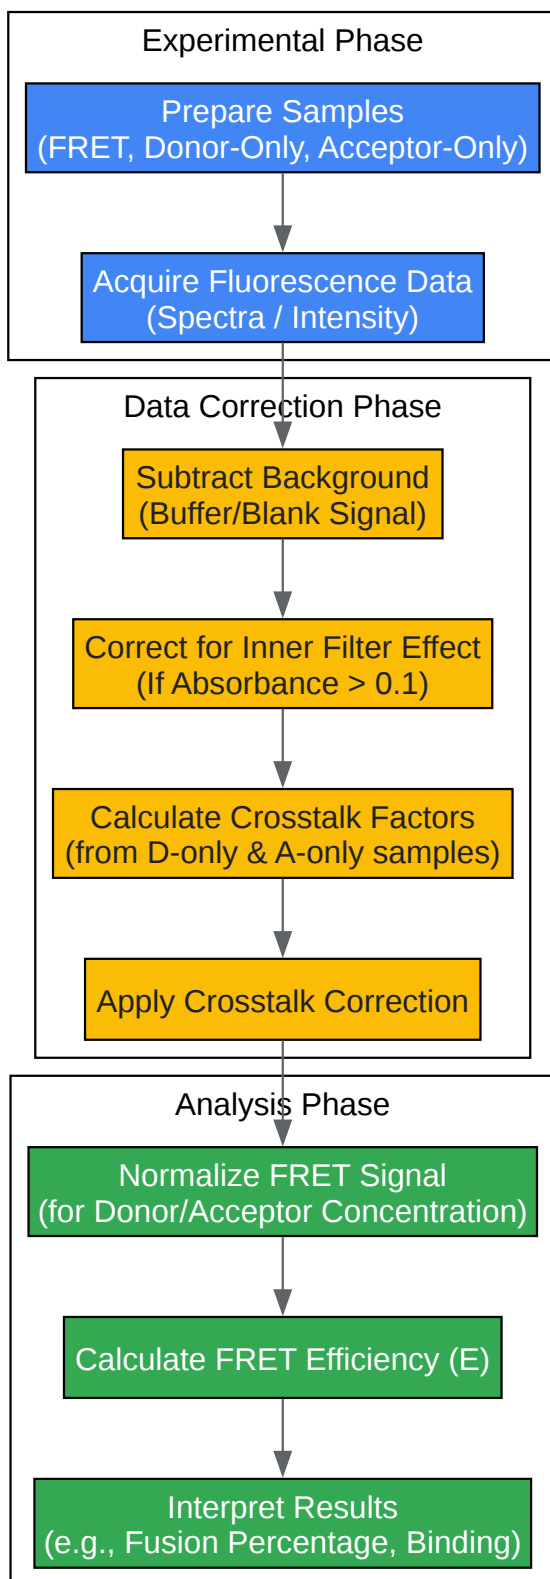 Experimental Phase
Prepare Samples
(FRET, Donor-Only, Acceptor-Only)
Acquire Fluorescence Data
(Spectra / Intensity)
Data Correction Phase
Subtract Background
(Buffer/Blank Signal)
Correct for Inner Filter Effect
(If Absorbance > 0.1)
Calculate Crosstalk Factors
(from D-only & A-only samples)
Apply Crosstalk Correction
Analysis Phase
Normalize FRET Signal
(for Donor/Acceptor Concentration)
Calculate FRET Efficiency (E)
Interpret Results
(e.g., Fusion Percentage, Binding)